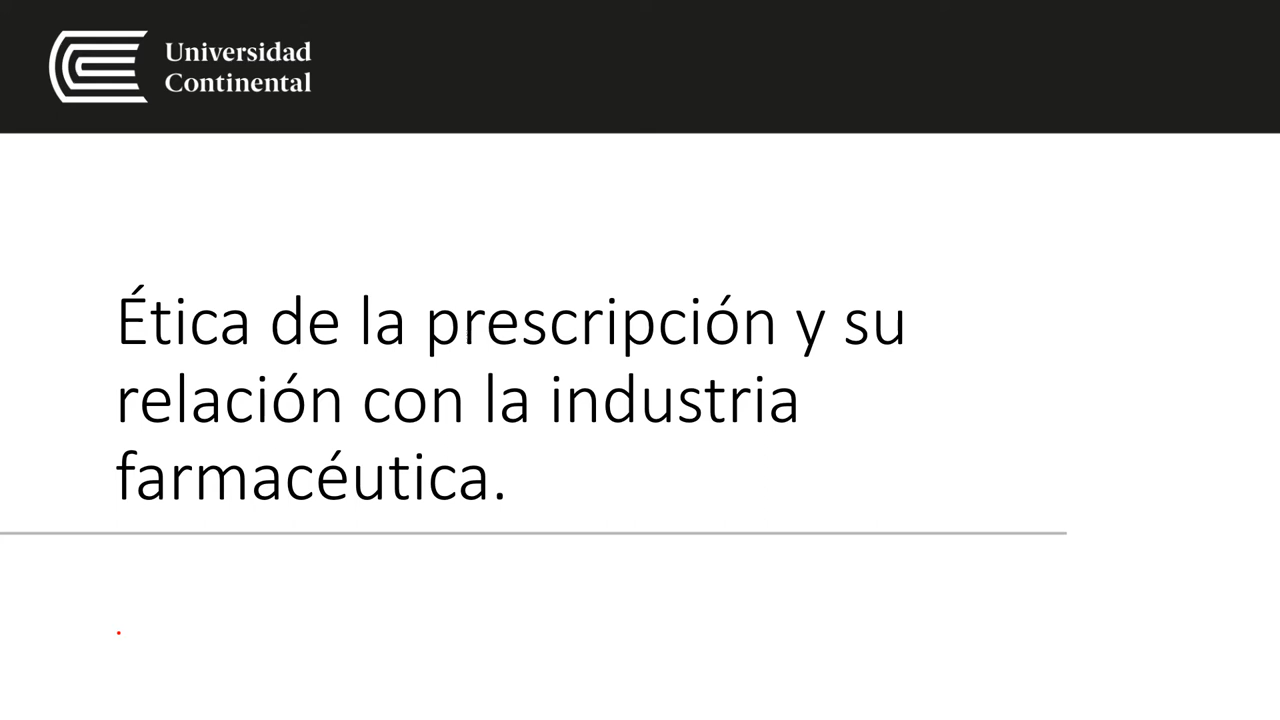 Universidad
Continental
Ética de la prescripción y su
relación con la industria
farmacéutica.
.